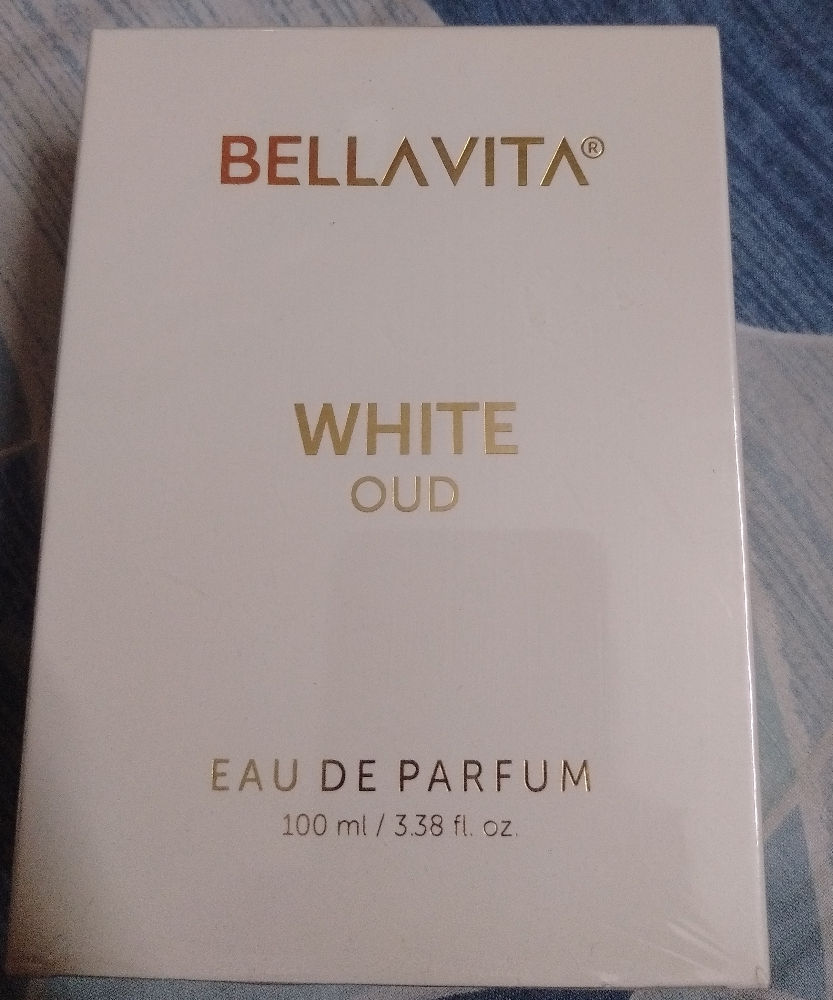 BELLAVITA®
WHITE
OUD
EAU DE PARFUM
100 ml / 3.38 fl. oz.